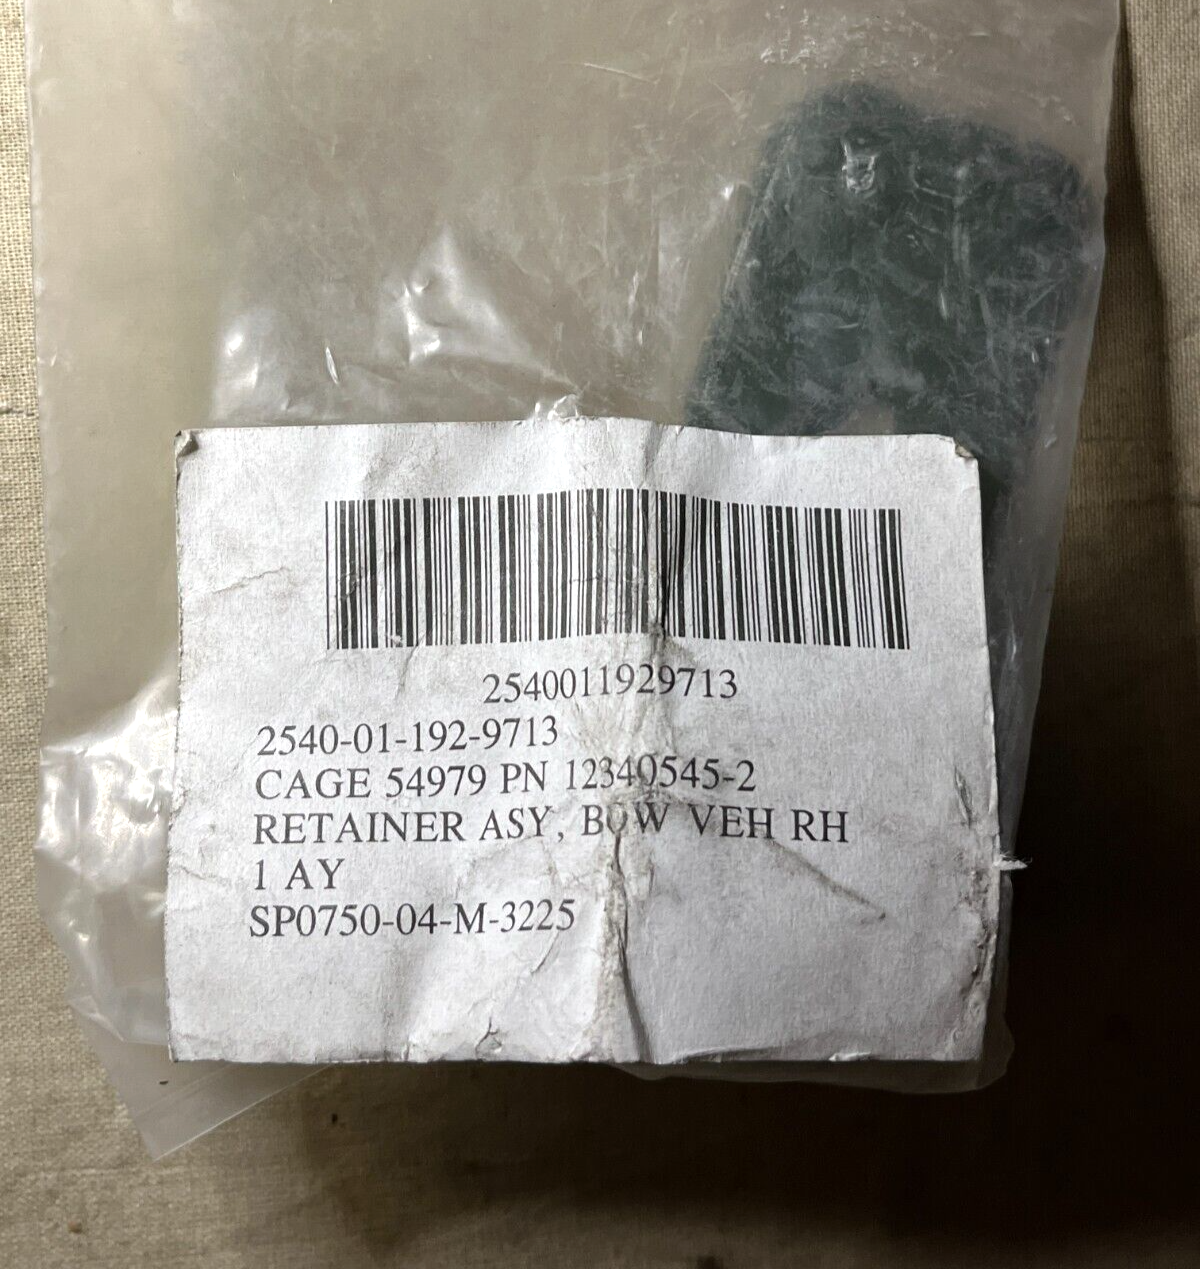 2540011929713
2540-01-192-9713
CAGE 54979 PN 12340545-2
RETAINER ASY, BOW VEH RH
1 AY
SP0750-04-M-3225